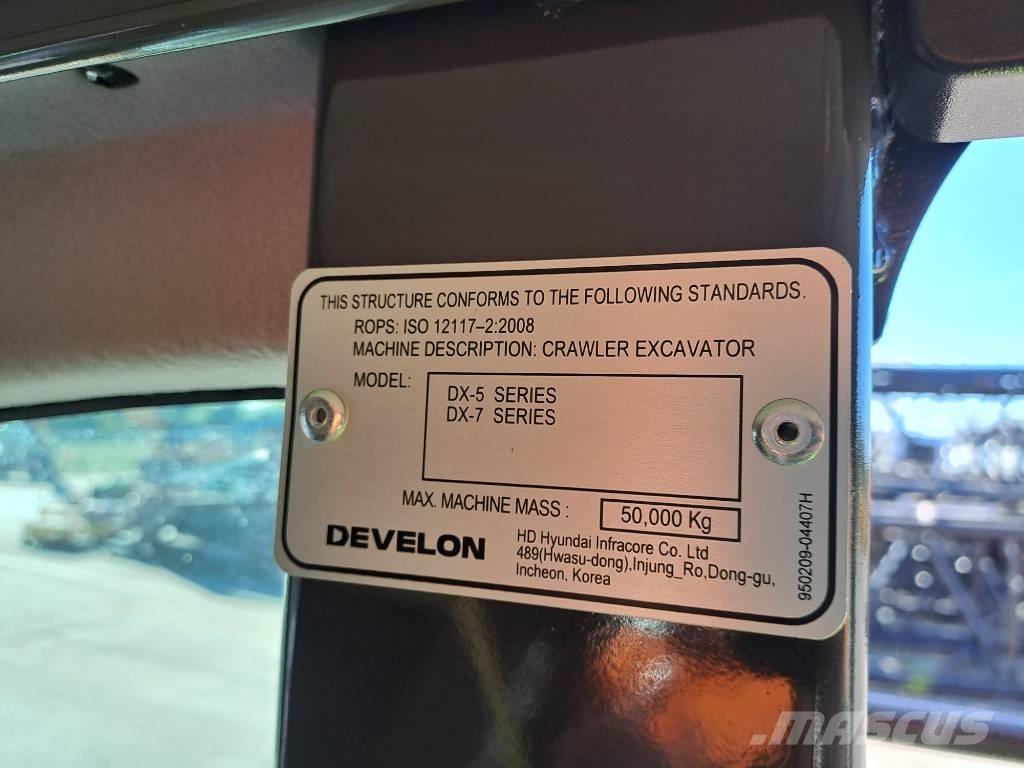 THIS STRUCTURE CONFORMS TO THE FOLLOWING STANDARDS.
ROPS: ISO 12117–2:2008
MACHINE DESCRIPTION: CRAWLER EXCAVATOR
MODEL:
DX-5 SERIES
DX-7 SERIES
MAX. MACHINE MASS :
50,000 Kg
DEVELON
HD Hyundai Infracore Co. Ltd
489(Hwasu-dong),Injung_Ro,Dong-gu,
Incheon, Korea
950209-04407H
.MASCUS